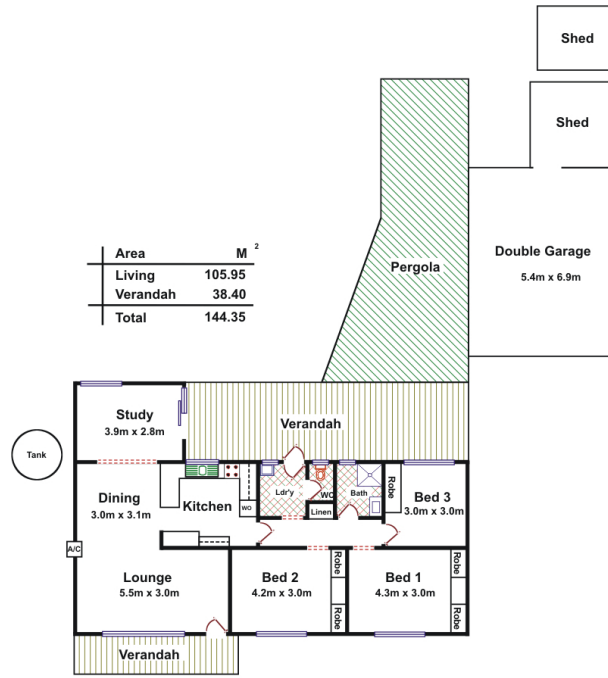 Shed
Shed
Area M 2
Living 105.95
Verandah 38.40
Total 144.35
Double Garage
5.4m x 6.9m
Pergola
Study
3.9m x 2.8m
Verandah
Tank
Dining
3.0m x 3.1m
Kitchen
WO
Ldr'y
WC
Linen
Bath
Robe
Bed 3
3.0m x 3.0m
A/C
Lounge
5.5m x 3.0m
Bed 2
4.2m x 3.0m
Robe
Robe
Bed 1
4.3m x 3.0m
Robe
Robe
Verandah